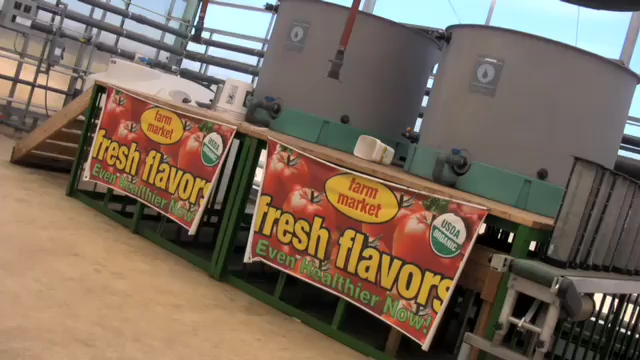 farm
market
USDA
ORGANIC
fresh flavors
Even Healthier Now!
farm
market
USDA
ORGANIC
fresh flavors
Even Healthier Now!